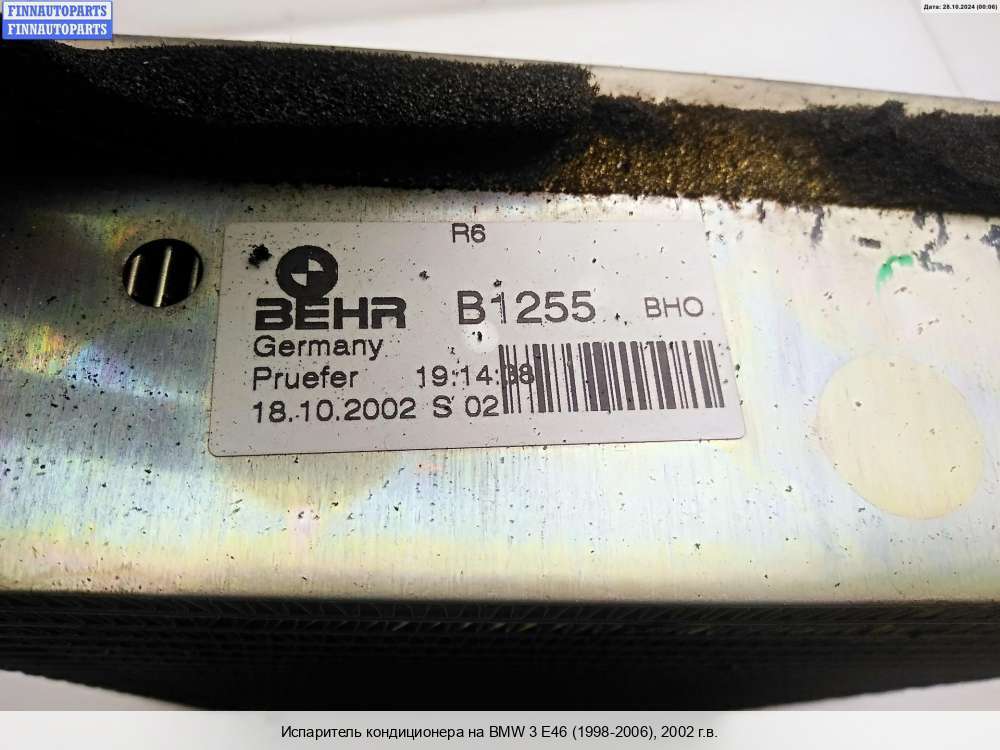 FINNAUTOPARTS
FINNAUTOPARTS
Дата: 28.10.2024 (00:06)
R6
BEHR B1255 BHO
Germany
Pruefer 19:14:38
18.10.2002 S 02
Испаритель кондиционера на BMW 3 E46 (1998-2006), 2002 г.в.